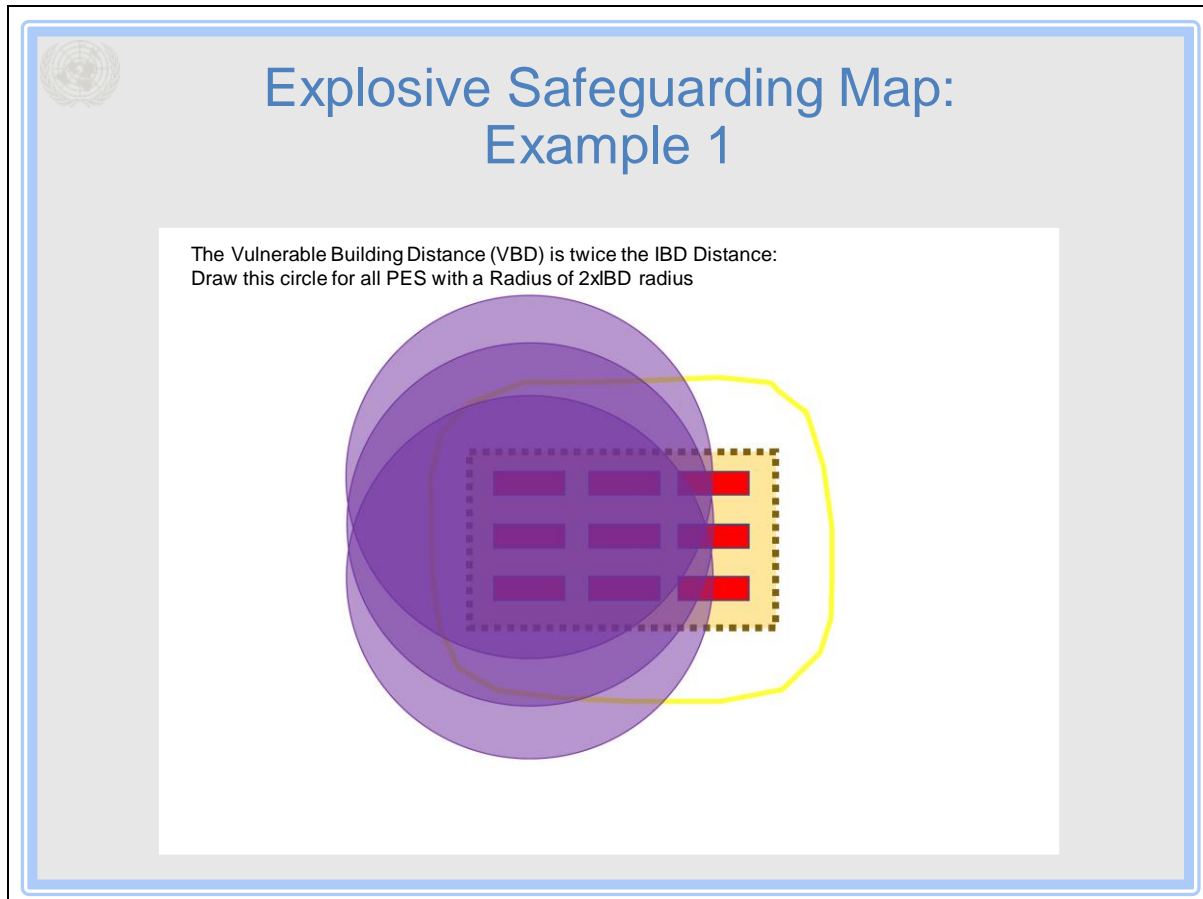 Explosive Safeguarding Map:
Example 1
The Vulnerable Building Distance (VBD) is twice the IBD Distance:
Draw this circle for all PES with a Radius of 2xIBD radius